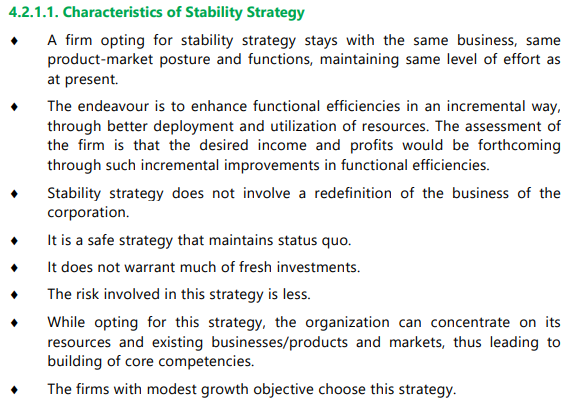 4.2.1.1. Characteristics of Stability Strategy
♦ A firm opting for stability strategy stays with the same business, same
product-market posture and functions, maintaining same level of effort as
at present.
♦ The endeavour is to enhance functional efficiencies in an incremental way,
through better deployment and utilization of resources. The assessment of
the firm is that the desired income and profits would be forthcoming
through such incremental improvements in functional efficiencies.
♦ Stability strategy does not involve a redefinition of the business of the
corporation.
♦ It is a safe strategy that maintains status quo.
♦ It does not warrant much of fresh investments.
♦ The risk involved in this strategy is less.
♦ While opting for this strategy, the organization can concentrate on its
resources and existing businesses/products and markets, thus leading to
building of core competencies.
♦ The firms with modest growth objective choose this strategy.